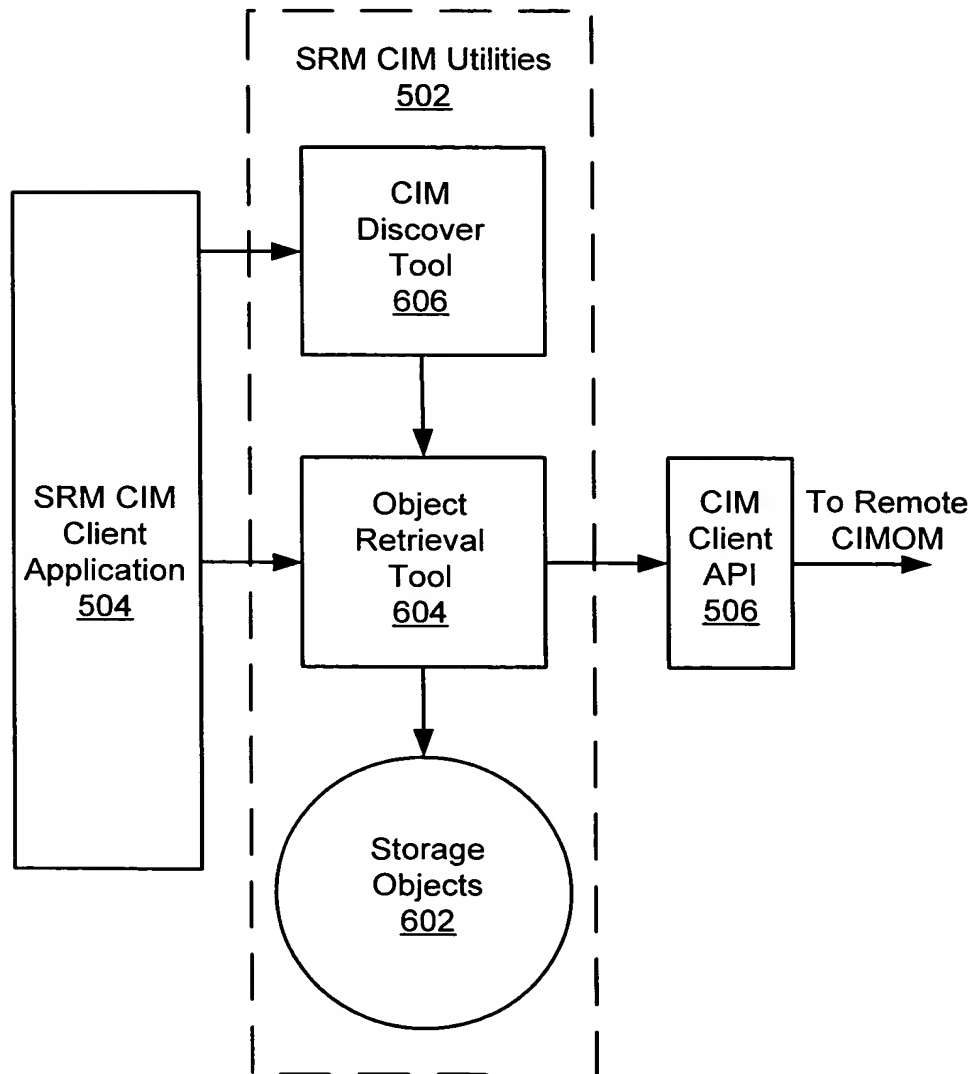 SRM CIM Utilities
502
CIM
Discover
Tool
606
SRM CIM
Client
Application
504
Object
Retrieval
Tool
604
CIM
Client
API
506
To Remote
CIMOM
Storage
Objects
602